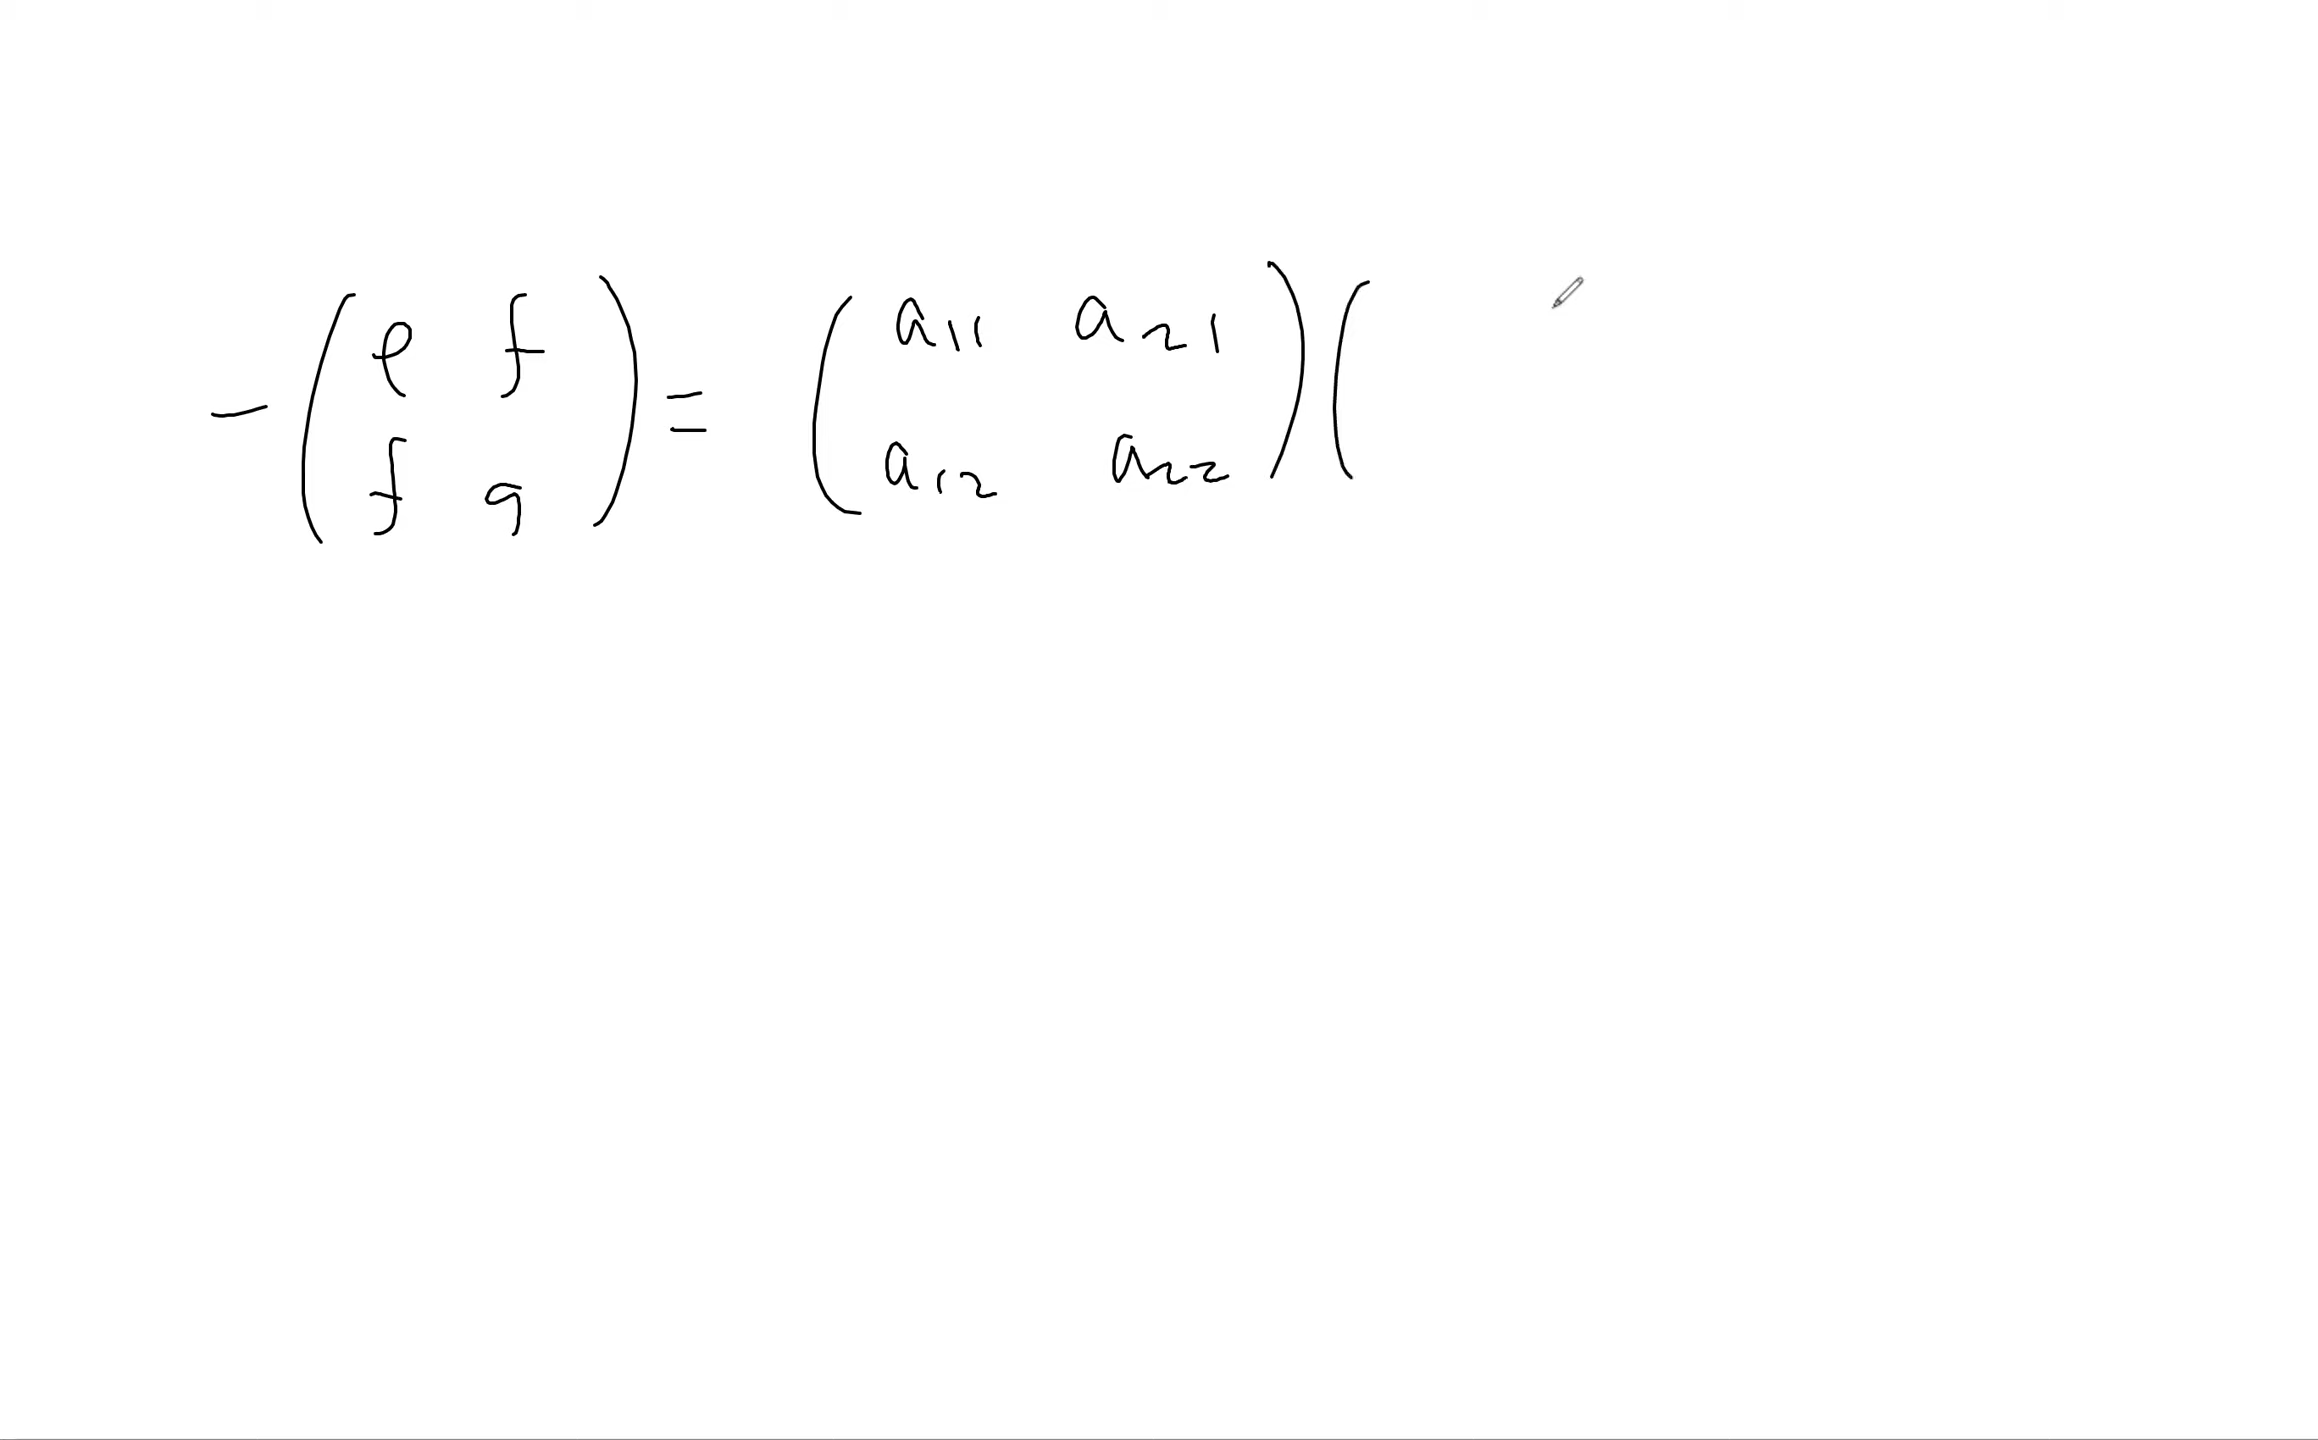 - ( e f ) = ( a11 a21 ) (
( f g ) ( a12 a22 )